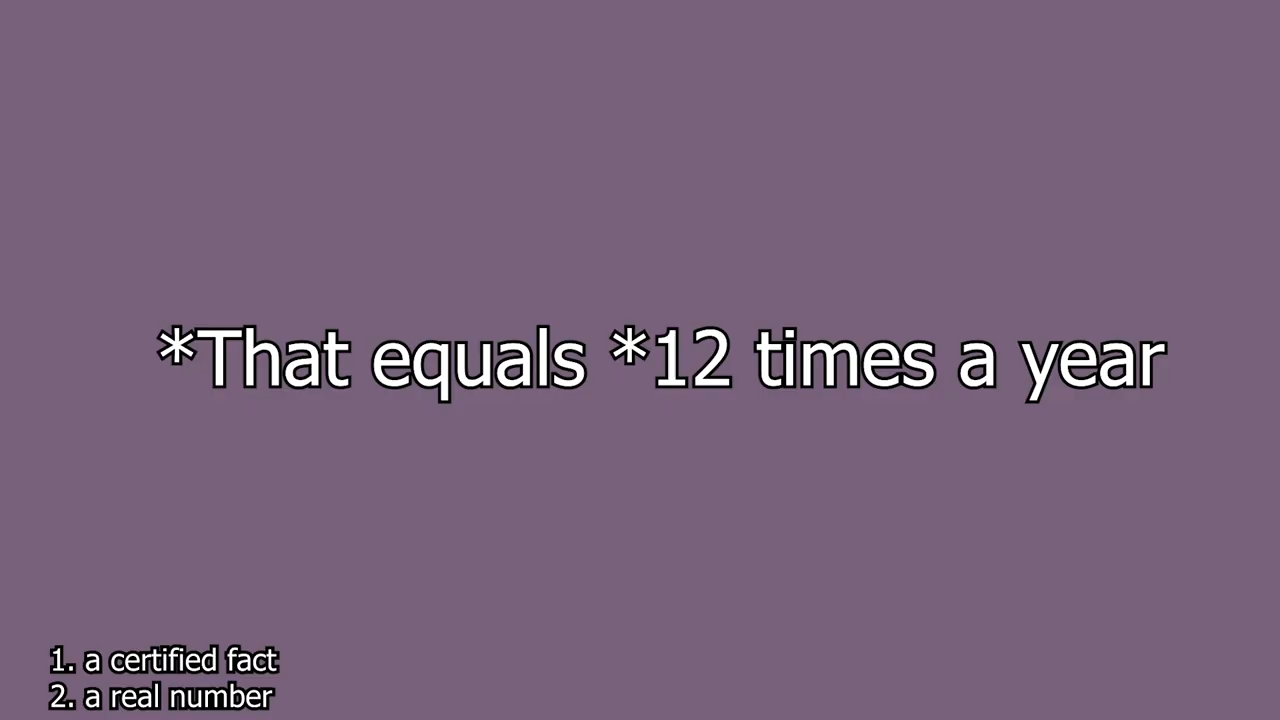 *That equals *12 times a year
1. a certified fact
2. a real number